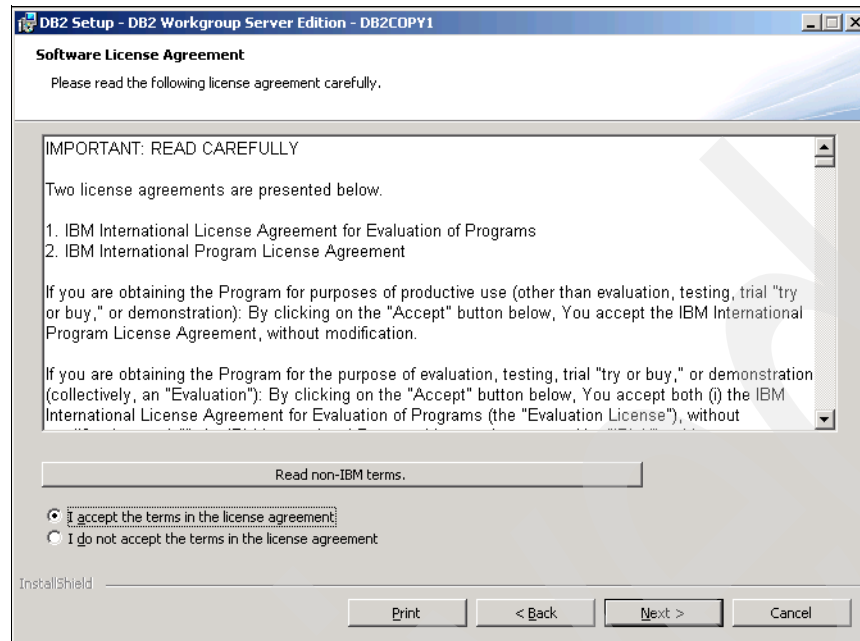 DB2 Setup - DB2 Workgroup Server Edition - DB2COPY1
Software License Agreement
Please read the following license agreement carefully.
IMPORTANT: READ CAREFULLY
Two license agreements are presented below.
1. IBM International License Agreement for Evaluation of Programs
2. IBM International Program License Agreement
If you are obtaining the Program for purposes of productive use (other than evaluation, testing, trial "try
or buy," or demonstration): By clicking on the "Accept" button below, You accept the IBM International
Program License Agreement, without modification.
If you are obtaining the Program for the purpose of evaluation, testing, trial "try or buy," or demonstration
(collectively, an "Evaluation"): By clicking on the "Accept" button below, You accept both (i) the IBM
International License Agreement for Evaluation of Programs (the "Evaluation License"), without
Read non-IBM terms.
I accept the terms in the license agreement
I do not accept the terms in the license agreement
InstallShield
Print
< Back
Next >
Cancel